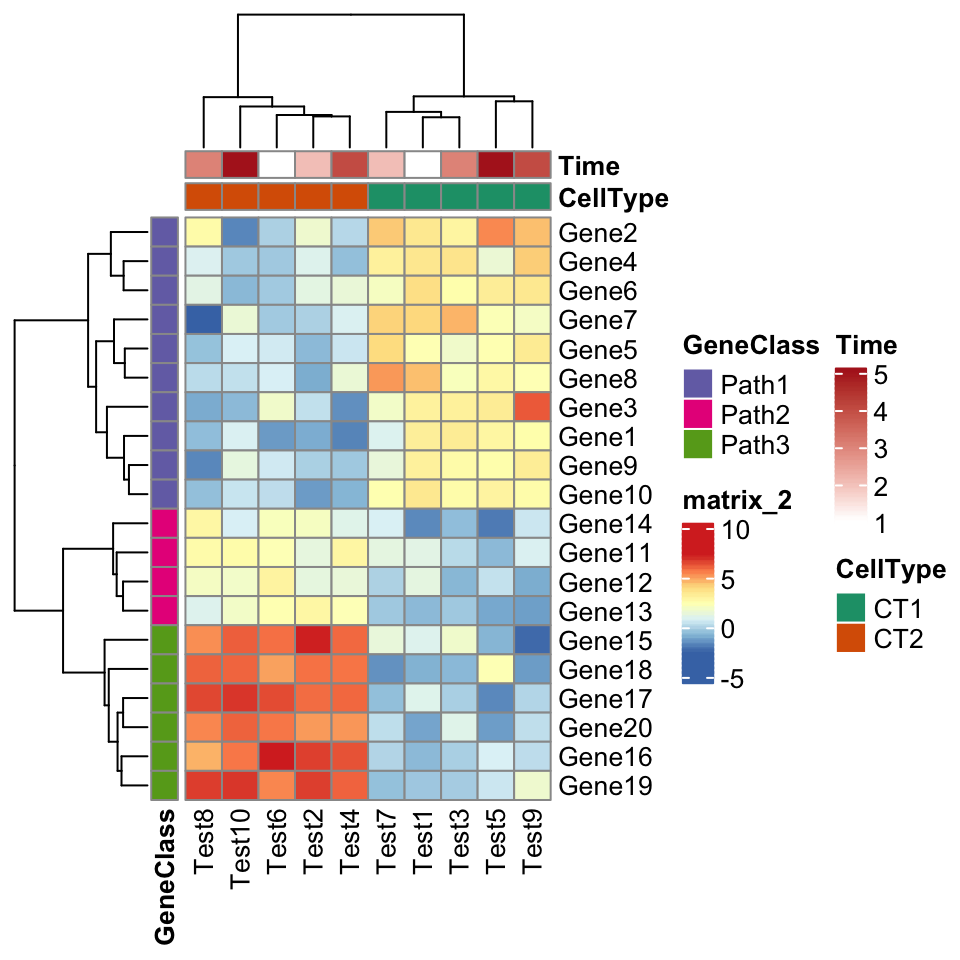 Time
CellType
Gene2
Gene4
Gene6
Gene7
Gene5
Gene8
Gene3
Gene1
Gene9
Gene10
Gene14
Gene11
Gene12
Gene13
Gene15
Gene18
Gene17
Gene20
Gene16
Gene19
GeneClass
Test8
Test10
Test6
Test2
Test4
Test7
Test1
Test3
Test5
Test9
GeneClass
Path1
Path2
Path3
matrix_2
10
5
0
-5
Time
5
4
3
2
1
CellType
CT1
CT2